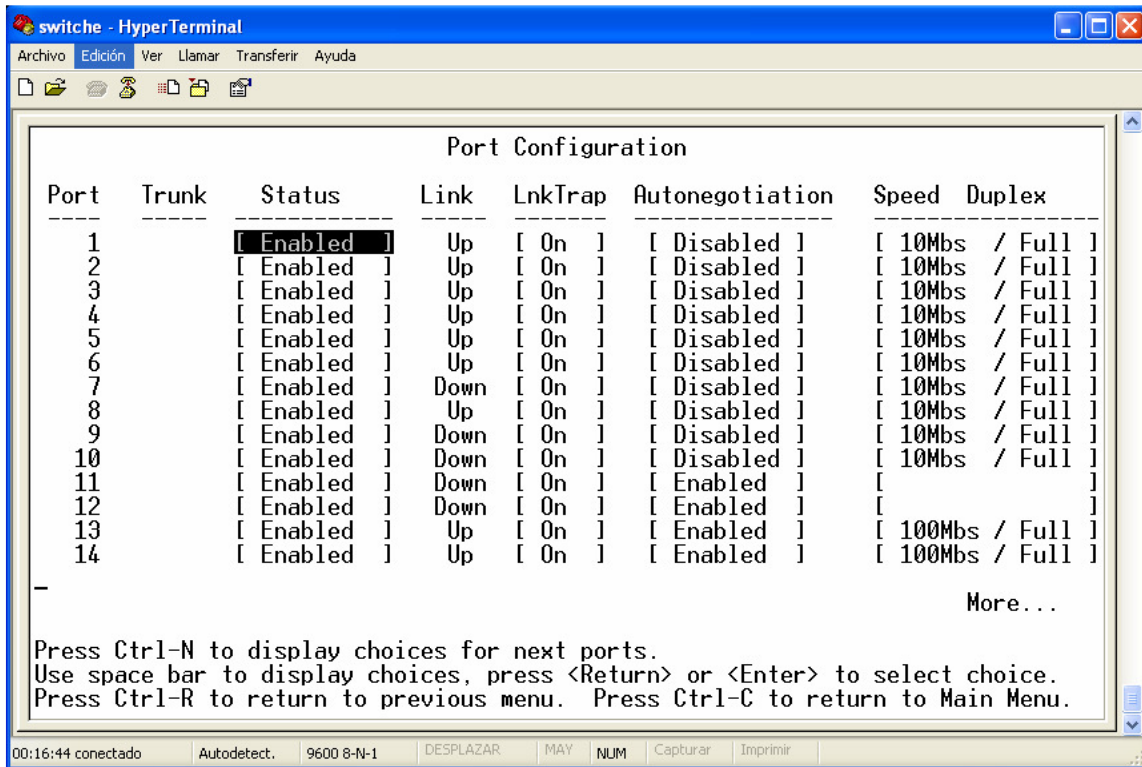 switche - HyperTerminal
Archivo Edición Ver Llamar Transferir Ayuda
Port Configuration
Port Trunk Status Link LnkTrap Autonegotiation Speed Duplex
---- ----- ------------ ----- ------- --------------- -----------------
1 [ Enabled ] Up [ On ] [ Disabled ] [ 10Mbs / Full ]
2 [ Enabled ] Up [ On ] [ Disabled ] [ 10Mbs / Full ]
3 [ Enabled ] Up [ On ] [ Disabled ] [ 10Mbs / Full ]
4 [ Enabled ] Up [ On ] [ Disabled ] [ 10Mbs / Full ]
5 [ Enabled ] Up [ On ] [ Disabled ] [ 10Mbs / Full ]
6 [ Enabled ] Up [ On ] [ Disabled ] [ 10Mbs / Full ]
7 [ Enabled ] Down [ On ] [ Disabled ] [ 10Mbs / Full ]
8 [ Enabled ] Up [ On ] [ Disabled ] [ 10Mbs / Full ]
9 [ Enabled ] Down [ On ] [ Disabled ] [ 10Mbs / Full ]
10 [ Enabled ] Down [ On ] [ Disabled ] [ 10Mbs / Full ]
11 [ Enabled ] Down [ On ] [ Enabled ] [ ]
12 [ Enabled ] Down [ On ] [ Enabled ] [ ]
13 [ Enabled ] Up [ On ] [ Enabled ] [ 100Mbs / Full ]
14 [ Enabled ] Up [ On ] [ Enabled ] [ 100Mbs / Full ]
More...
Press Ctrl-N to display choices for next ports.
Use space bar to display choices, press <Return> or <Enter> to select choice.
Press Ctrl-R to return to previous menu. Press Ctrl-C to return to Main Menu.
00:16:44 conectado Autodetect. 9600 8-N-1 DESPLAZAR MAY NUM Capturar Imprimir